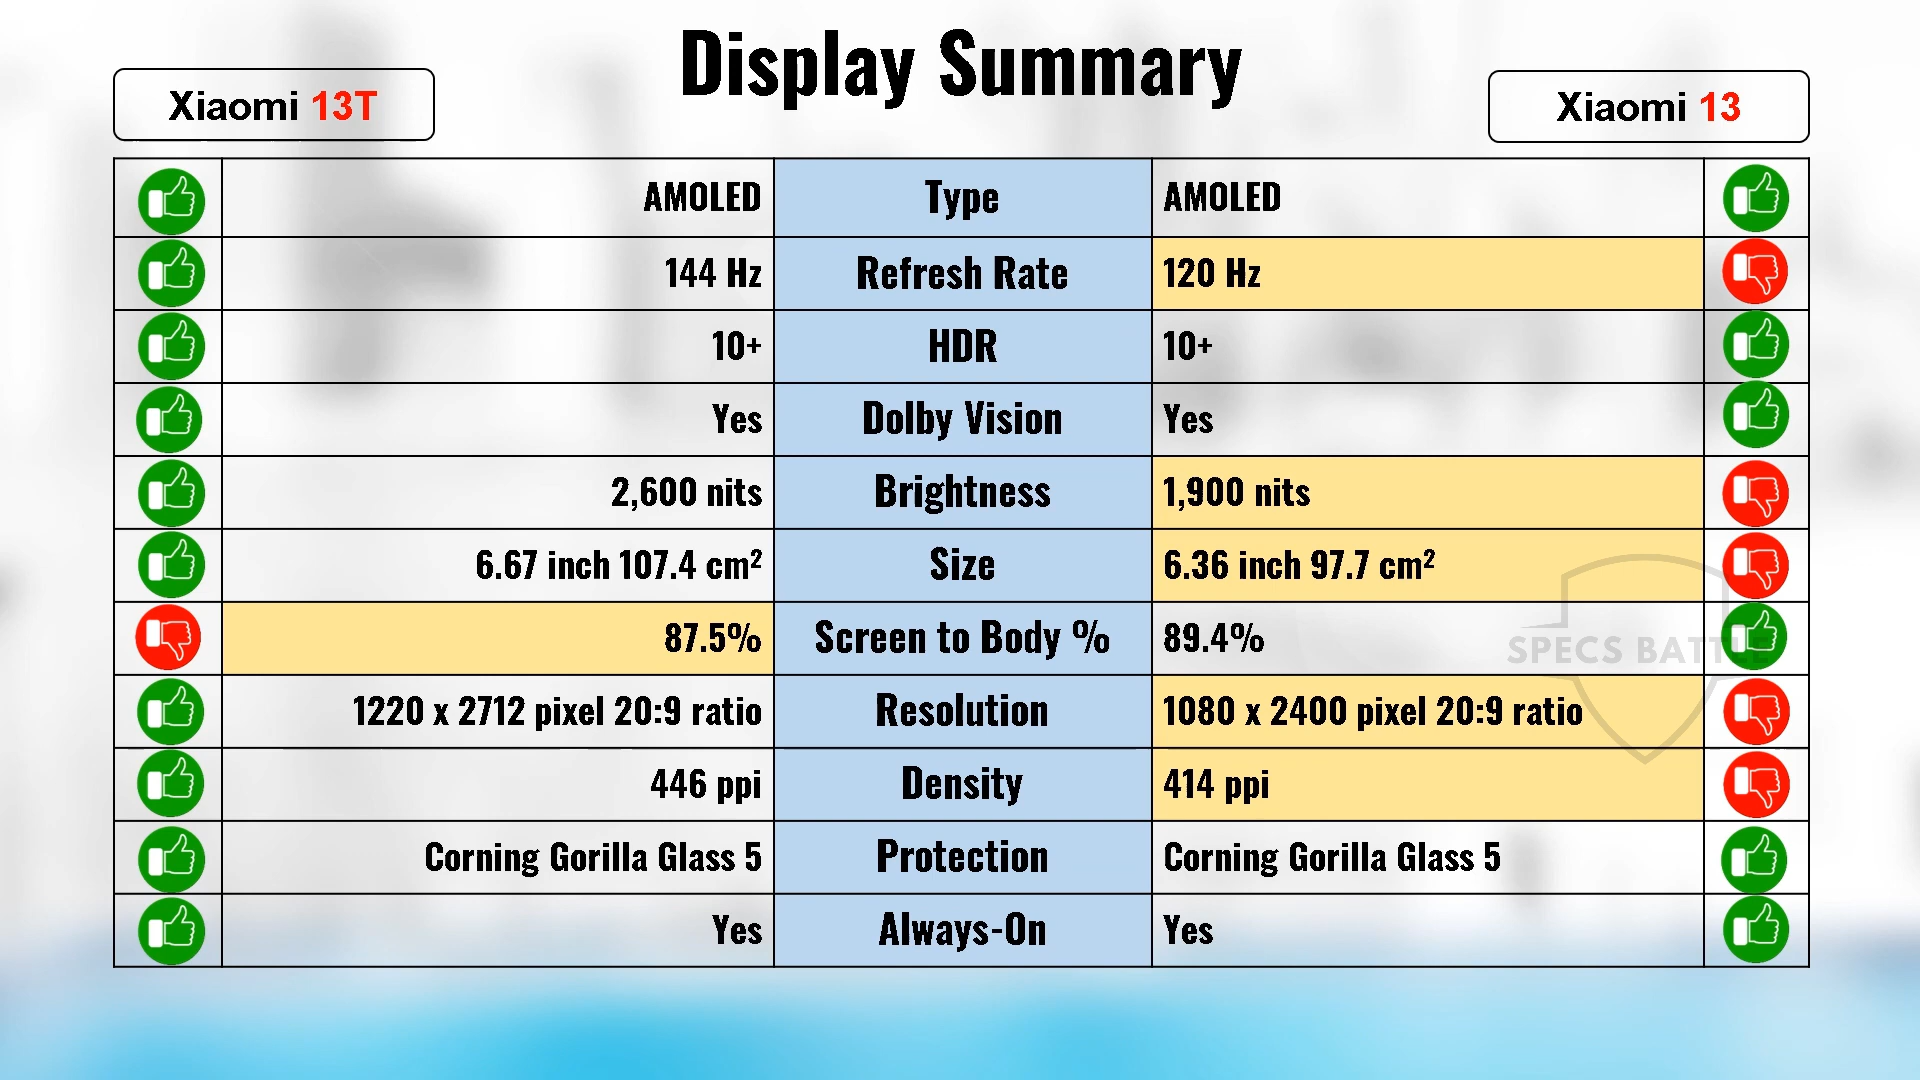 Display Summary
Xiaomi 13T
Xiaomi 13
AMOLED Type AMOLED
144 Hz Refresh Rate 120 Hz
10+ HDR 10+
Yes Dolby Vision Yes
2,600 nits Brightness 1,900 nits
6.67 inch 107.4 cm² Size 6.36 inch 97.7 cm²
87.5% Screen to Body % 89.4%
SPECS BATTLE
1220 x 2712 pixel 20:9 ratio Resolution 1080 x 2400 pixel 20:9 ratio
446 ppi Density 414 ppi
Corning Gorilla Glass 5 Protection Corning Gorilla Glass 5
Yes Always-On Yes